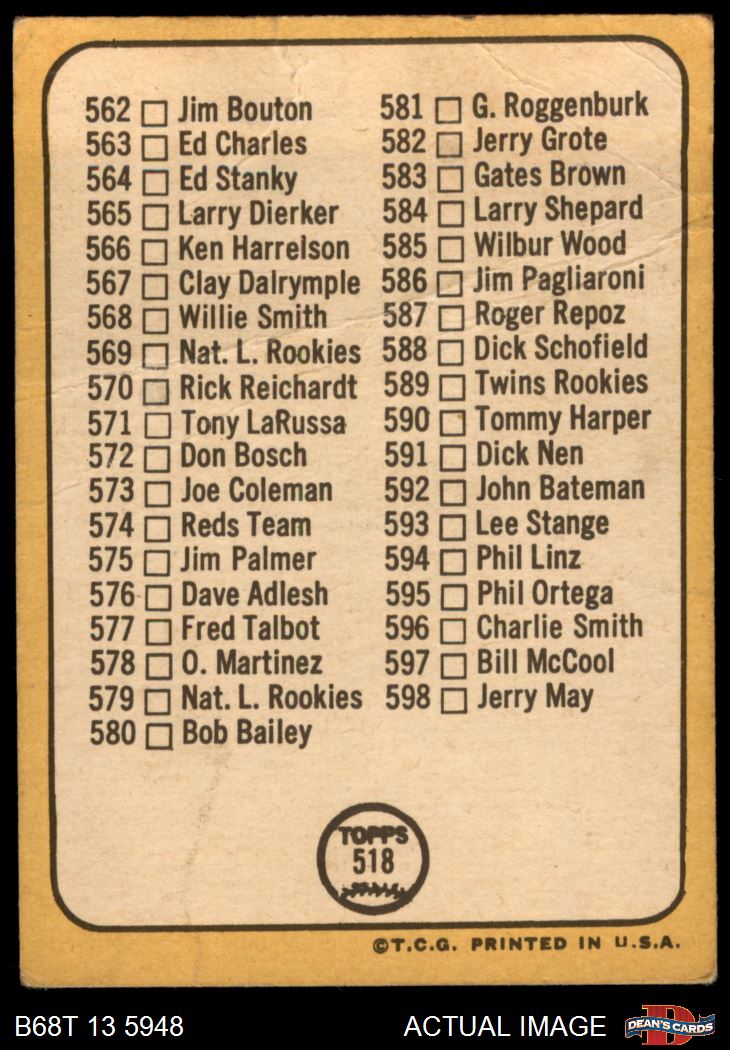 562 Jim Bouton
563 Ed Charles
564 Ed Stanky
565 Larry Dierker
566 Ken Harrelson
567 Clay Dalrymple
568 Willie Smith
569 Nat. L. Rookies
570 Rick Reichardt
571 Tony LaRussa
572 Don Bosch
573 Joe Coleman
574 Reds Team
575 Jim Palmer
576 Dave Adlesh
577 Fred Talbot
578 O. Martinez
579 Nat. L. Rookies
580 Bob Bailey
581 G. Roggenburk
582 Jerry Grote
583 Gates Brown
584 Larry Shepard
585 Wilbur Wood
586 Jim Pagliaroni
587 Roger Repoz
588 Dick Schofield
589 Twins Rookies
590 Tommy Harper
591 Dick Nen
592 John Bateman
593 Lee Stange
594 Phil Linz
595 Phil Ortega
596 Charlie Smith
597 Bill McCool
598 Jerry May
TOPPS
518
©T.C.G. PRINTED IN U.S.A.
B68T 13 5948
ACTUAL IMAGE
D
DEAN'S CARDS